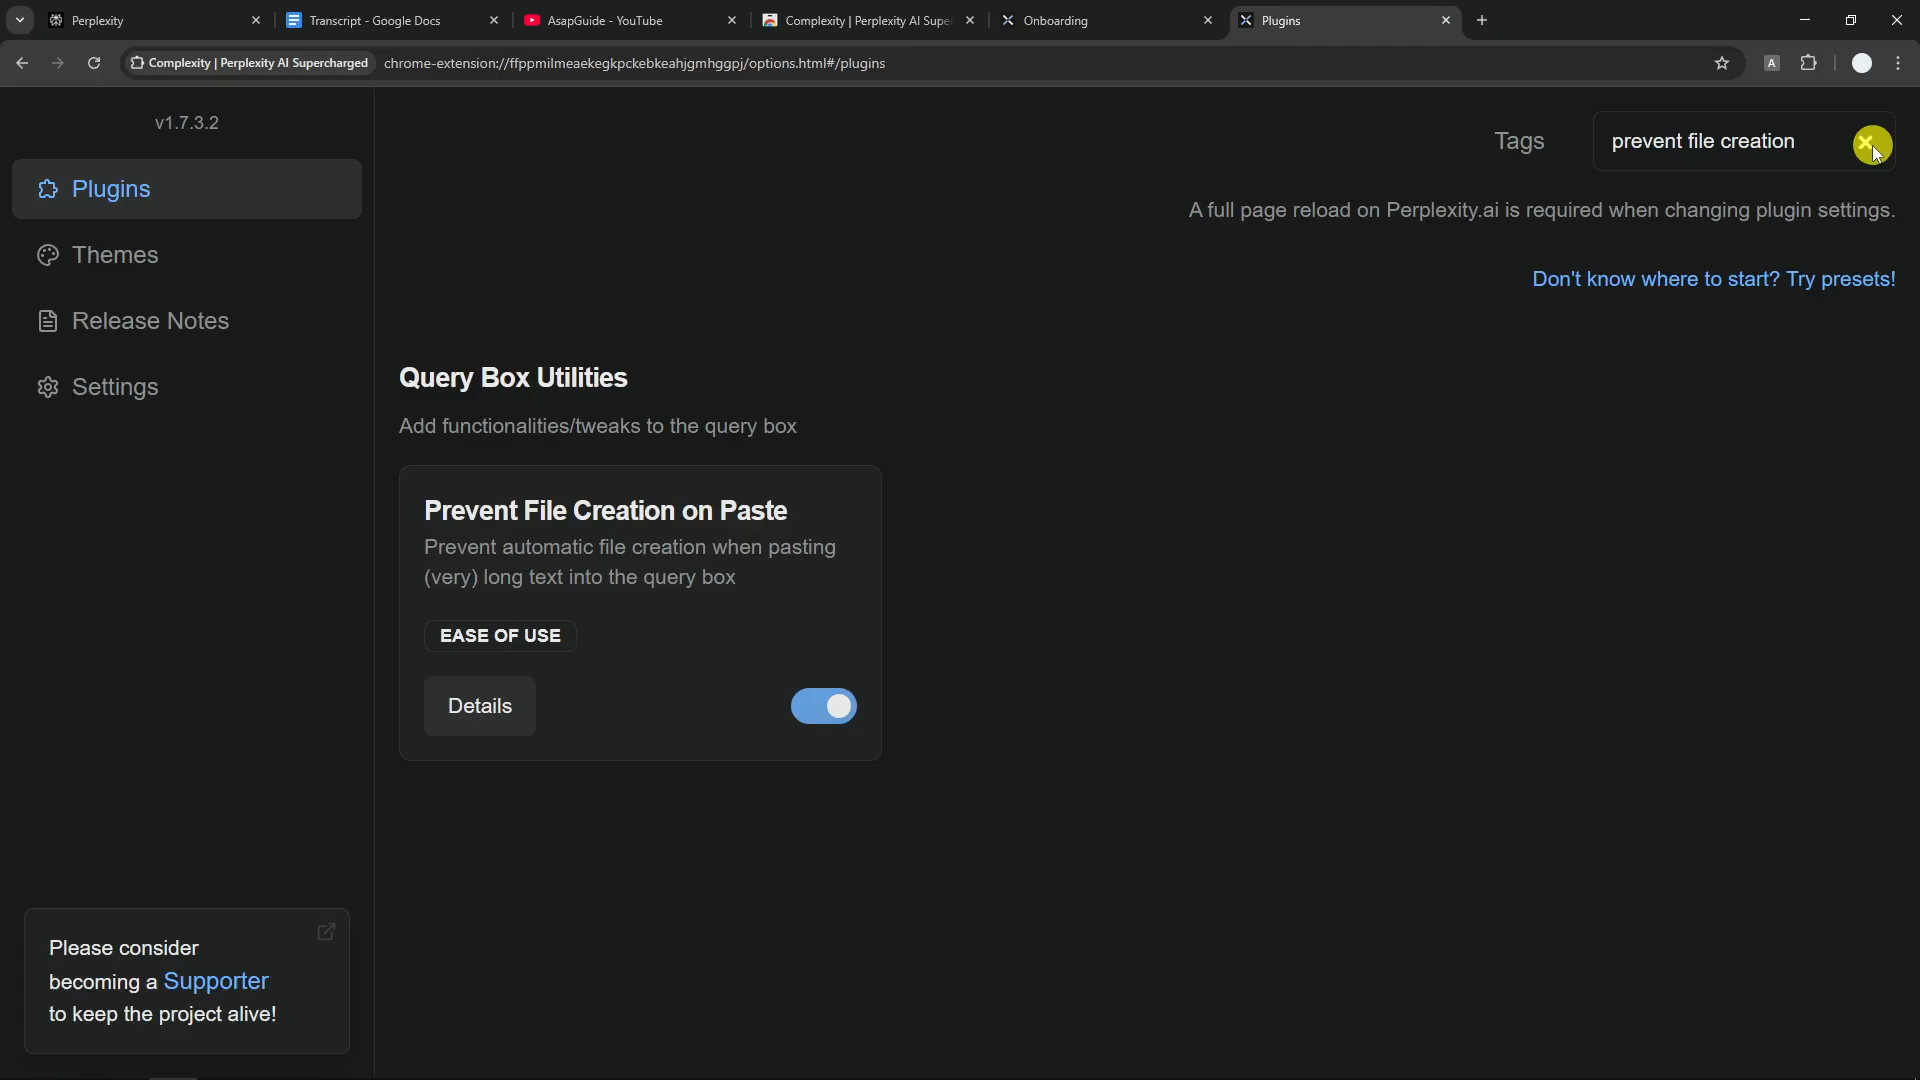 Perplexity
Transcript - Google Docs
AsapGuide - YouTube
Complexity | Perplexity AI Supe
Onboarding
Plugins
Complexity | Perplexity AI Supercharged
chrome-extension://ffppmilmeaekegkpckebkeahjgmhggpj/options.html#/plugins
A
v1.7.3.2
Plugins
Themes
Release Notes
Settings
Tags
prevent file creation
A full page reload on Perplexity.ai is required when changing plugin settings.
Don't know where to start? Try presets!
Query Box Utilities
Add functionalities/tweaks to the query box
Prevent File Creation on Paste
Prevent automatic file creation when pasting
(very) long text into the query box
EASE OF USE
Details
Please consider
becoming a Supporter
to keep the project alive!